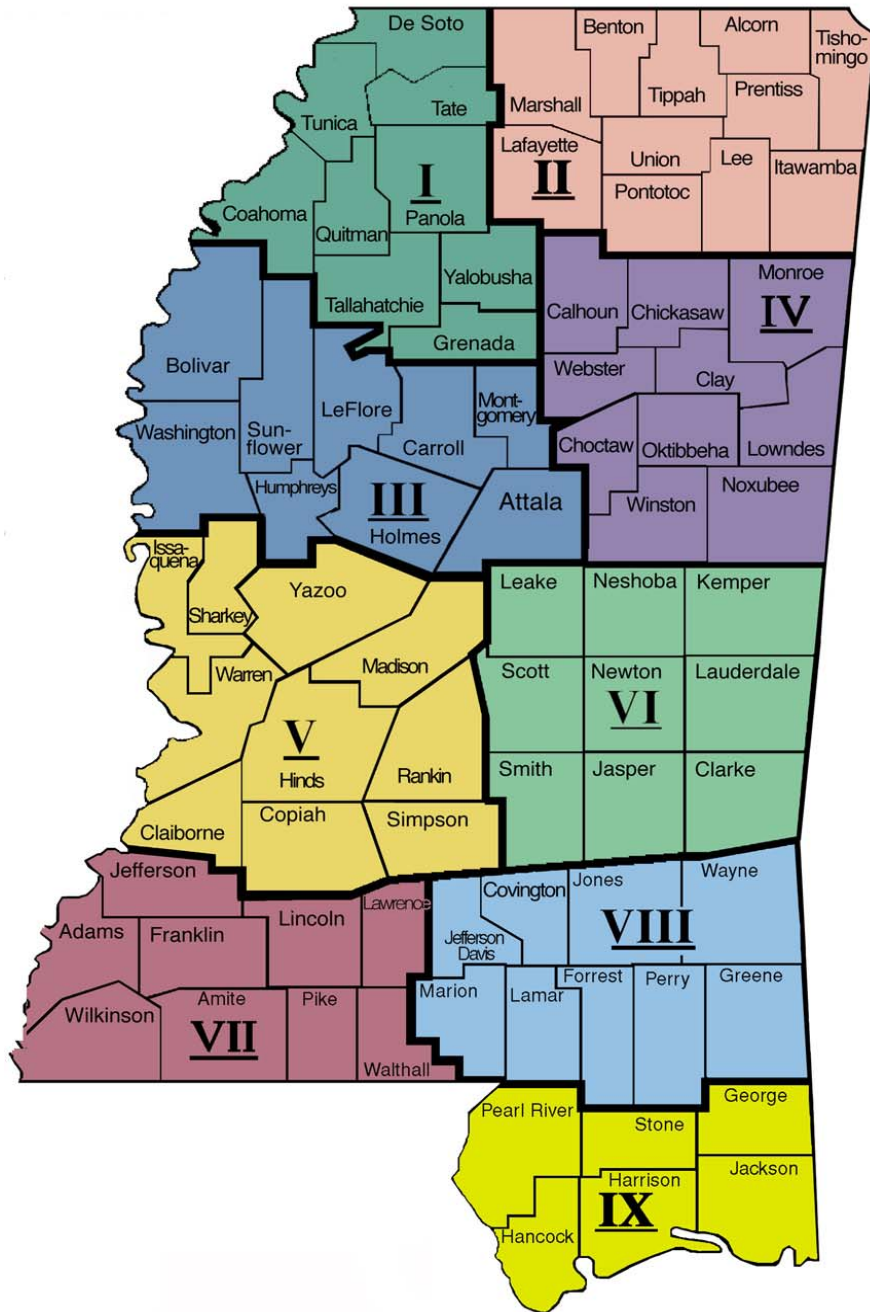 De Soto
Tate
Tunica
I
Panola
Coahoma
Quitman
Yalobusha
Tallahatchie
Grenada
Benton
Alcorn
Tisho-
mingo
Marshall
Tippah
Prentiss
Lafayette
II
Union
Lee
Itawamba
Pontotoc
Bolivar
LeFlore
Mont-
gomery
Washington
Sun-
flower
Carroll
Humphreys
III
Holmes
Attala
Monroe
Calhoun
Chickasaw
IV
Webster
Clay
Choctaw
Oktibbeha
Lowndes
Winston
Noxubee
Issa-
quena
Yazoo
Sharkey
Warren
Madison
V
Hinds
Rankin
Copiah
Simpson
Claiborne
Leake
Neshoba
Kemper
Scott
Newton
Lauderdale
VI
Smith
Jasper
Clarke
Jefferson
Lincoln
Lawrence
Adams
Franklin
Wilkinson
Amite
Pike
VII
Walthall
Covington
Jones
Wayne
VIII
Jefferson
Davis
Marion
Lamar
Forrest
Perry
Greene
Pearl River
Stone
George
Harrison
Jackson
IX
Hancock